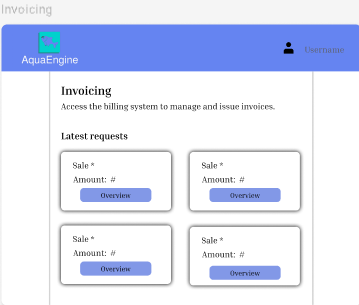 Invoicing
AquaEngine
Username
Invoicing
Access the billing system to manage and issue invoices.
Latest requests
Sale *
Amount: #
Overview
Sale *
Amount: #
Overview
Sale *
Amount: #
Overview
Sale *
Amount: #
Overview